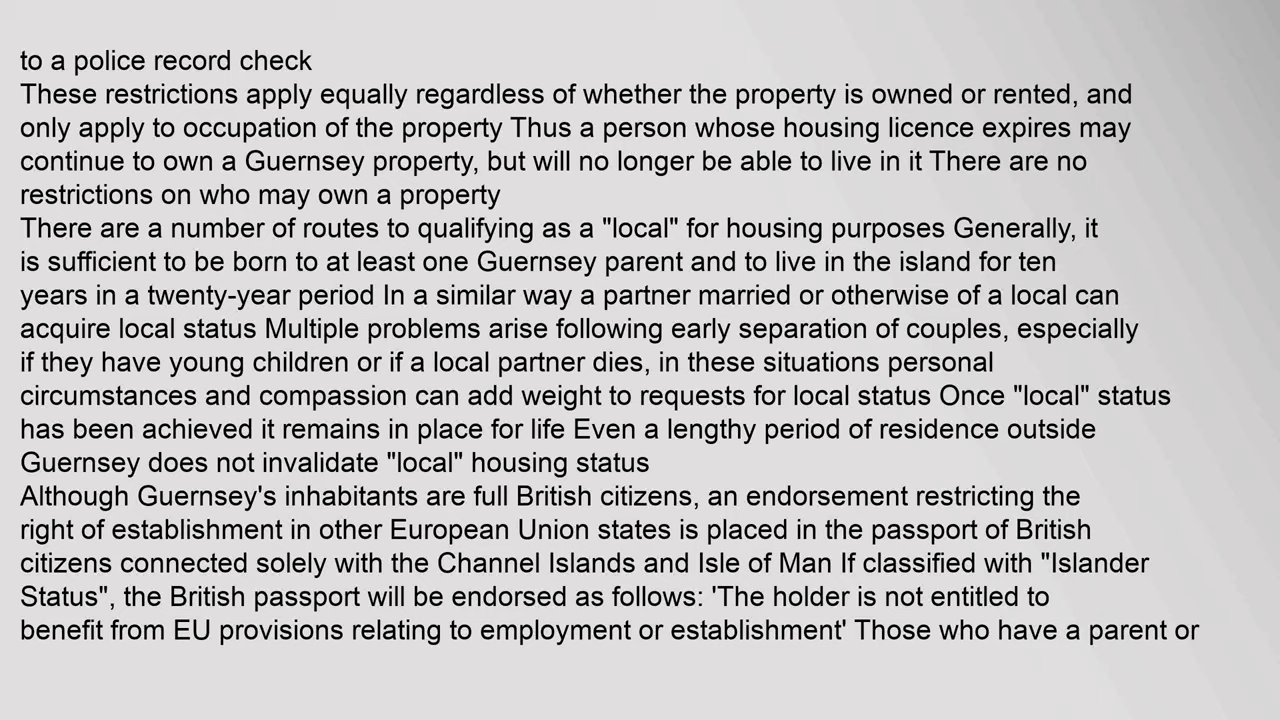 to a police record check
These restrictions apply equally regardless of whether the property is owned or rented, and
only apply to occupation of the property Thus a person whose housing licence expires may
continue to own a Guernsey property, but will no longer be able to live in it There are no
restrictions on who may own a property
There are a number of routes to qualifying as a "local" for housing purposes Generally, it
is sufficient to be born to at least one Guernsey parent and to live in the island for ten
years in a twenty-year period In a similar way a partner married or otherwise of a local can
acquire local status Multiple problems arise following early separation of couples, especially
if they have young children or if a local partner dies, in these situations personal
circumstances and compassion can add weight to requests for local status Once "local" status
has been achieved it remains in place for life Even a lengthy period of residence outside
Guernsey does not invalidate "local" housing status
Although Guernsey's inhabitants are full British citizens, an endorsement restricting the
right of establishment in other European Union states is placed in the passport of British
citizens connected solely with the Channel Islands and Isle of Man If classified with "Islander
Status", the British passport will be endorsed as follows: 'The holder is not entitled to
benefit from EU provisions relating to employment or establishment' Those who have a parent or